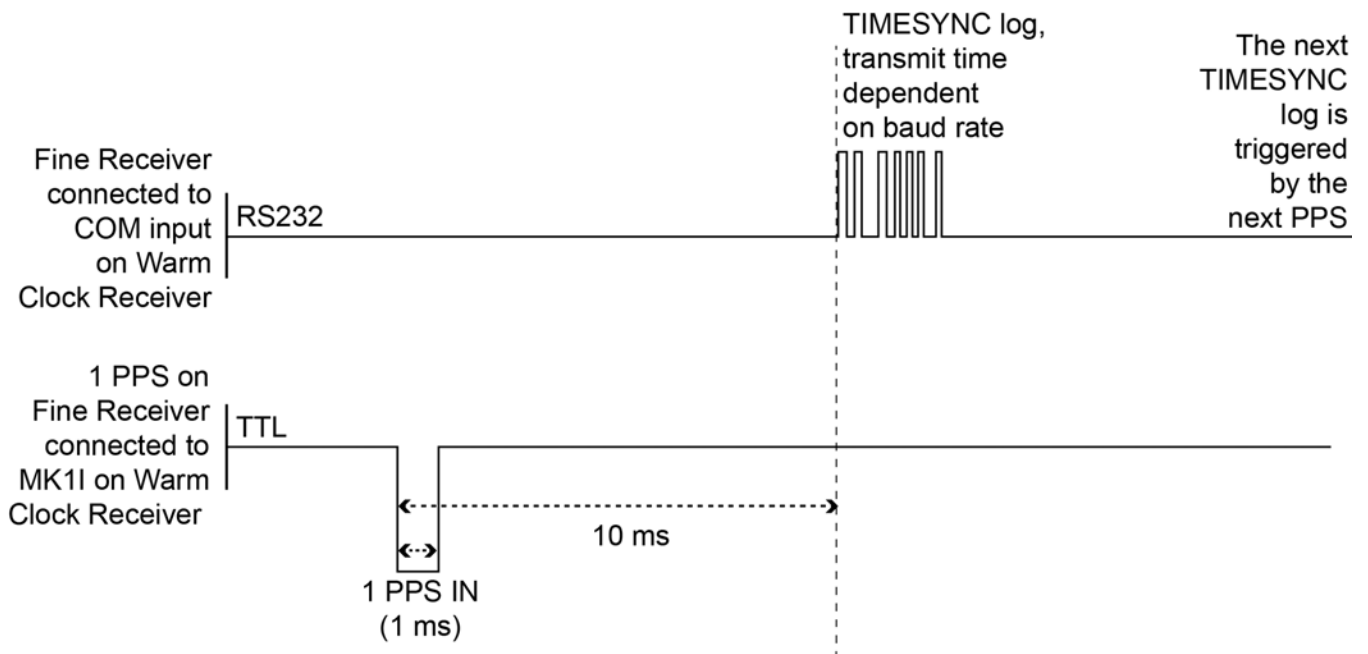 TIMESYNC log,
transmit time
dependent
on baud rate
The next
TIMESYNC
log is
triggered
by the
next PPS
Fine Receiver
connected to
COM input
on Warm
Clock Receiver
RS232
1 PPS on
Fine Receiver
connected to
MK1I on Warm
Clock Receiver
TTL
10 ms
1 PPS IN
(1 ms)